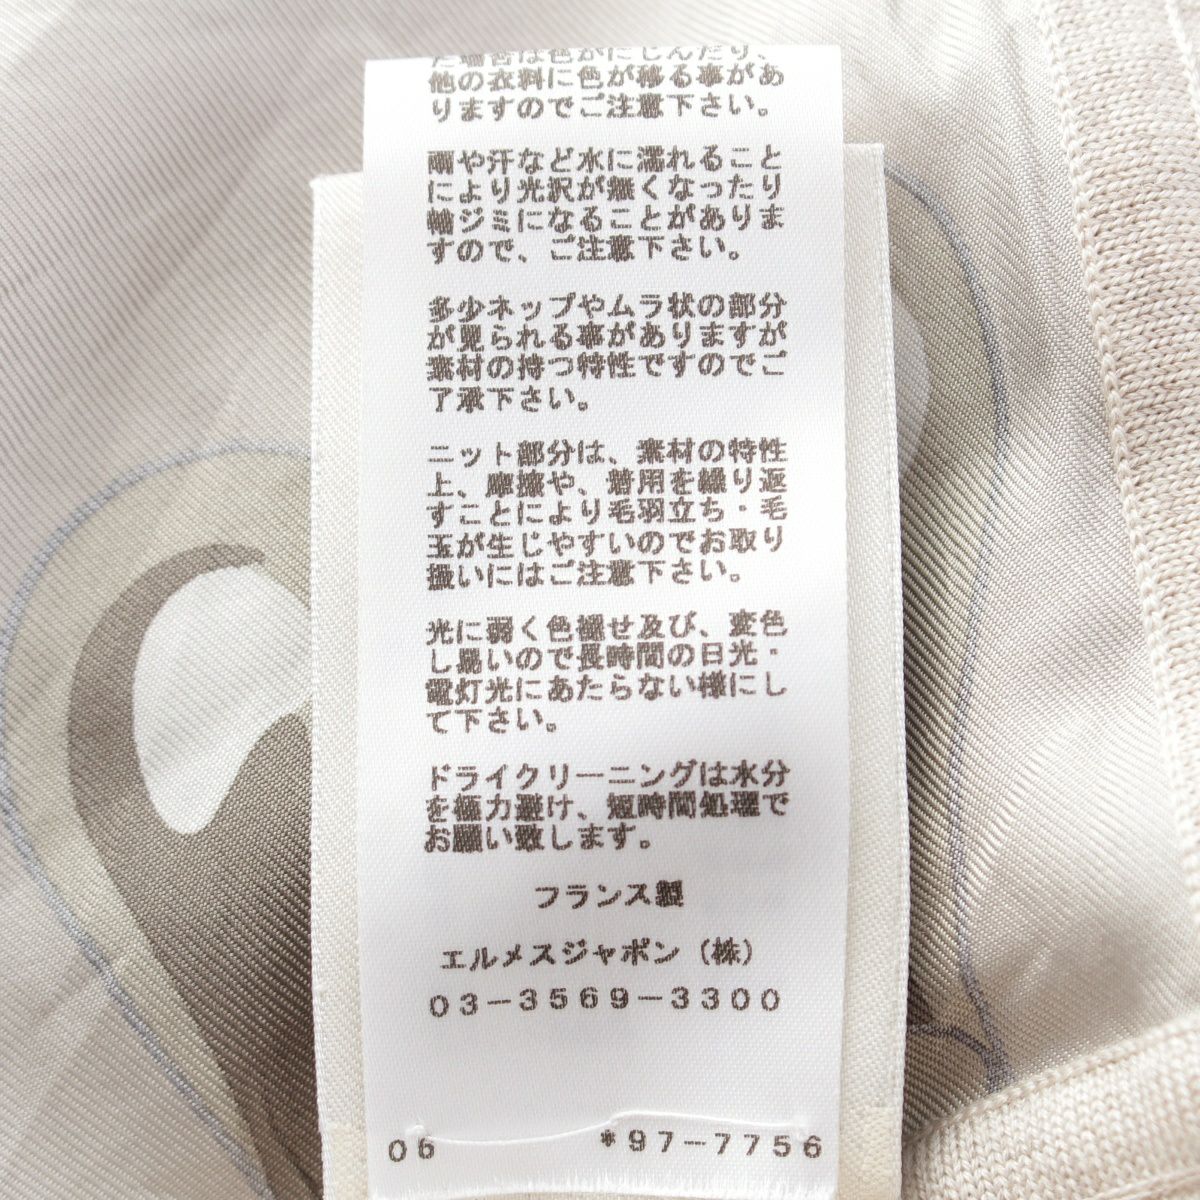 た場合は色がにじんだり、
他の衣料に色が移る事があ
りますのでご注意下さい。
雨や汗など水に濡れること
により光沢が無くなったり
軸ジミになることがありま
すので、ご注意下さい。
多少ネップやムラ状の部分
が見られる事がありますが
素材の持つ特性ですのでご
了承下さい。
ニット部分は、素材の特性
上、摩擦や、着用を繰り返
すことにより毛羽立ち・毛
玉が生じやすいのでお取り
扱いにはご注意下さい。
光に弱く色褪せ及び、変色
し易いので長時間の日光・
電灯光にあたらない様にし
て下さい。
ドライクリーニングは水分
を極力避け、短時間処理で
お願い致します。
フランス製
エルメスジャポン（株）
03-3569-3300
06 *97-7756